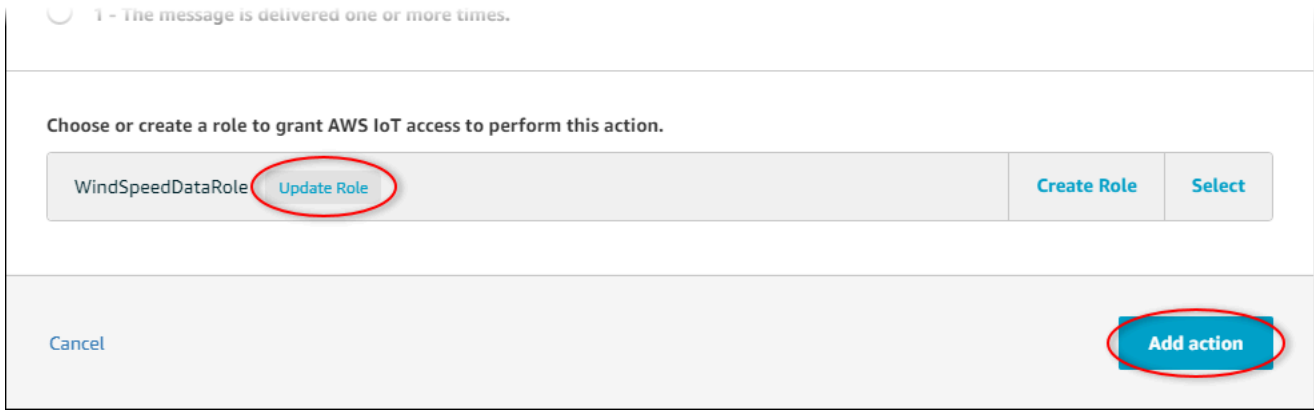 1 - The message is delivered one or more times.
Choose or create a role to grant AWS IoT access to perform this action.
WindSpeedDataRole Update Role Create Role Select
Cancel Add action